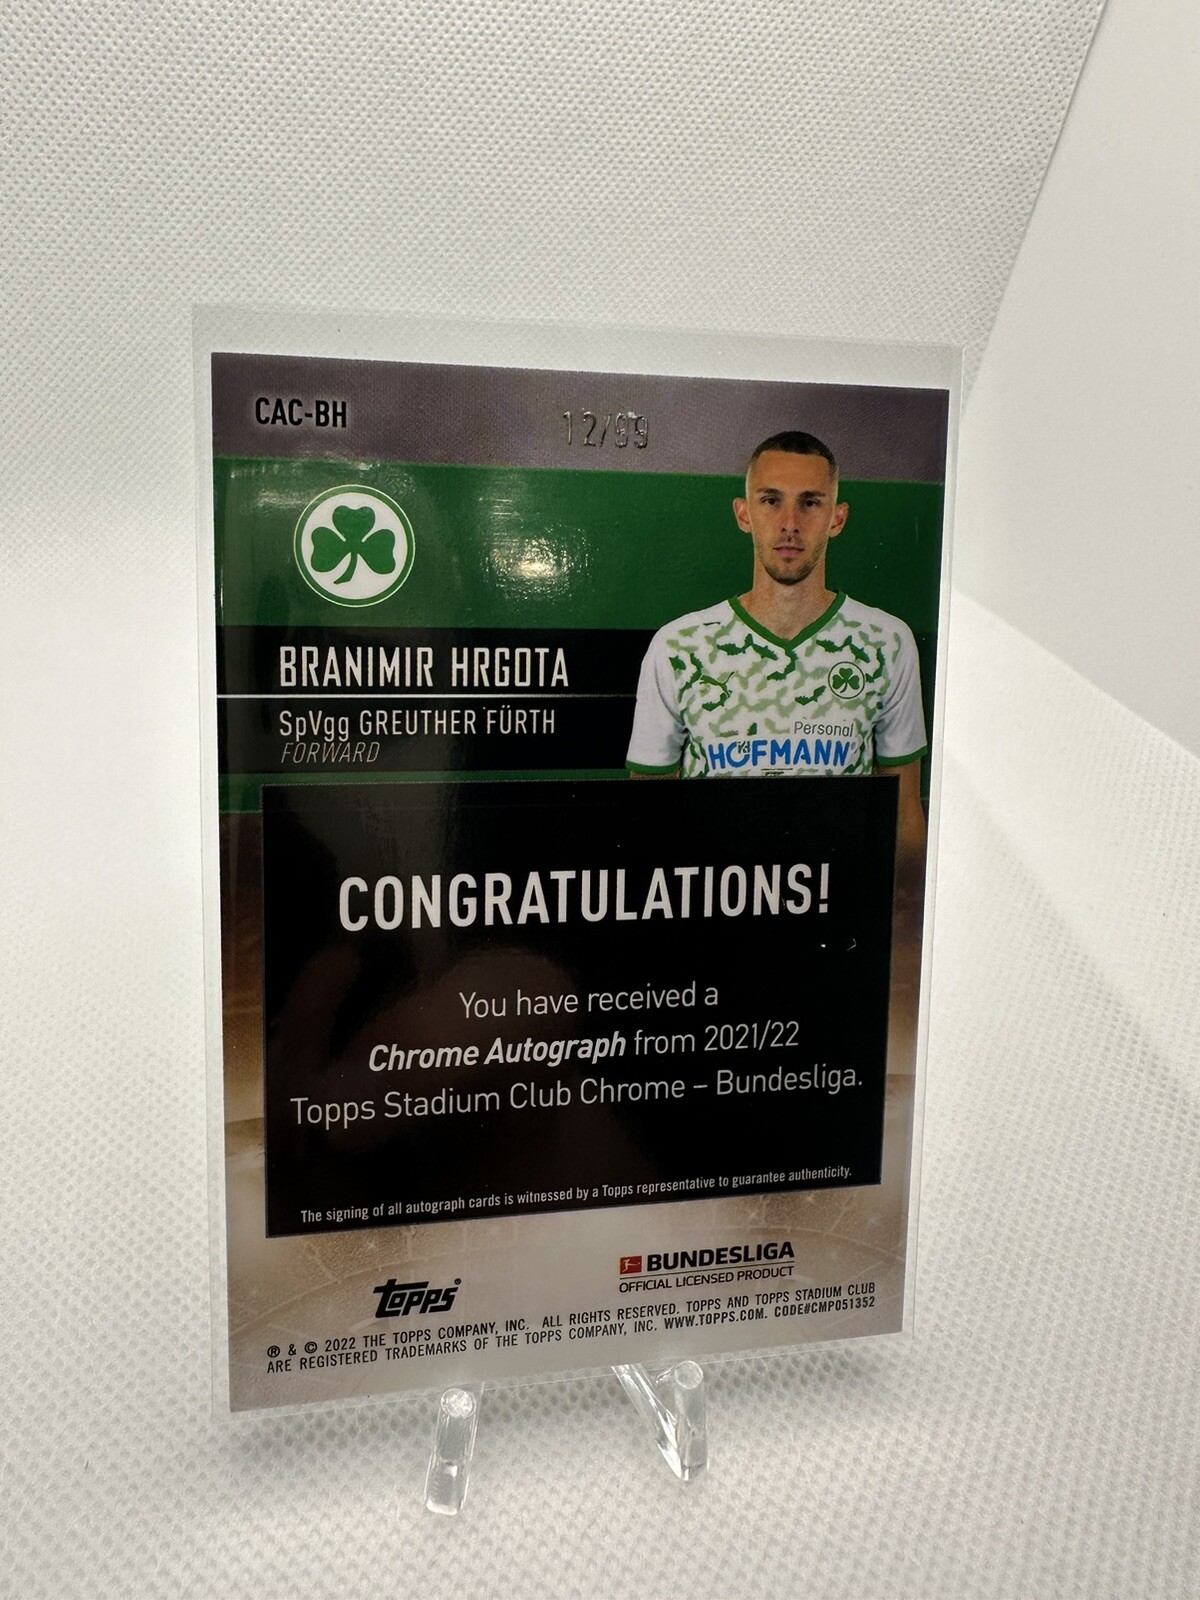 CAC-BH
12/99
BRANIMIR HRGOTA
SpVgg GREUTHER FÜRTH
FORWARD
Personal
HOFMANN
CONGRATULATIONS!
You have received a
Chrome Autograph from 2021/22
Topps Stadium Club Chrome – Bundesliga.
The signing of all autograph cards is witnessed by a Topps representative to guarantee authenticity.
topps®
BUNDESLIGA
OFFICIAL LICENSED PRODUCT
® & © 2022 THE TOPPS COMPANY, INC. ALL RIGHTS RESERVED. TOPPS AND TOPPS STADIUM CLUB
ARE REGISTERED TRADEMARKS OF THE TOPPS COMPANY, INC. WWW.TOPPS.COM. CODE#CMP051352